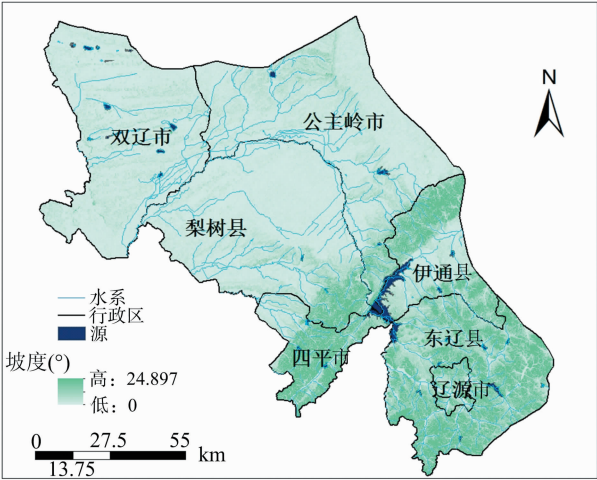 N
公主岭市
双辽市
梨树县
伊通县
水系
行政区
源
东辽县
四平市
坡度(°)
辽源市
高：24.897
低：0
0 27.5 55
km
13.75